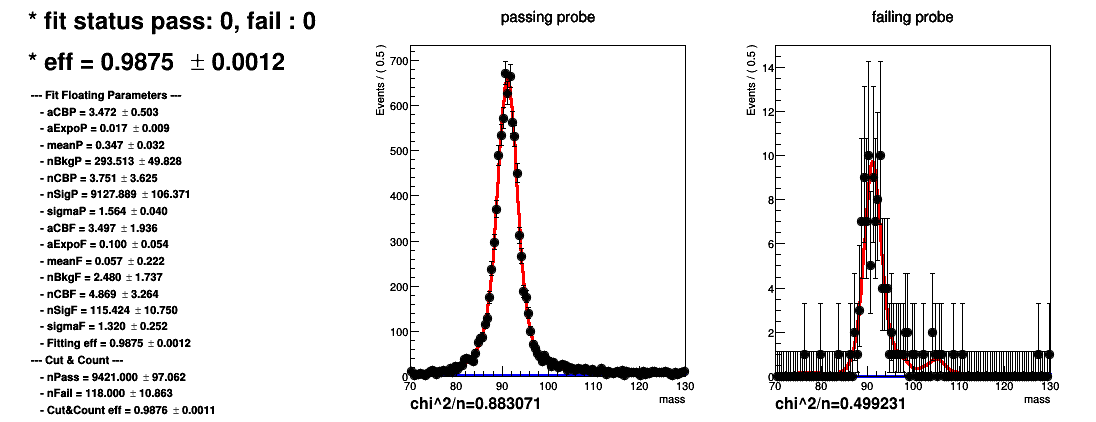 * fit status pass: 0, fail : 0
* eff = 0.9875 ± 0.0012
--- Fit Floating Parameters ---
- aCBP = 3.472 ± 0.503
- aExpoP = 0.017 ± 0.009
- meanP = 0.347 ± 0.032
- nBkgP = 293.513 ± 49.828
- nCBP = 3.751 ± 3.625
- nSigP = 9127.889 ± 106.371
- sigmaP = 1.564 ± 0.040
- aCBF = 3.497 ± 1.936
- aExpoF = 0.100 ± 0.054
- meanF = 0.057 ± 0.222
- nBkgF = 2.480 ± 1.737
- nCBF = 4.869 ± 3.264
- nSigF = 115.424 ± 10.750
- sigmaF = 1.320 ± 0.252
- Fitting eff = 0.9875 ± 0.0012
--- Cut & Count ---
- nPass = 9421.000 ± 97.062
- nFail = 118.000 ± 10.863
- Cut&Count eff = 0.9876 ± 0.0011
passing probe
Events / ( 0.5 )
700
600
500
400
300
200
100
0
70 80 90 100 110 120 130
mass
chi^2/n=0.883071
failing probe
Events / ( 0.5 )
14
12
10
8
6
4
2
0
70 80 90 100 110 120 130
mass
chi^2/n=0.499231